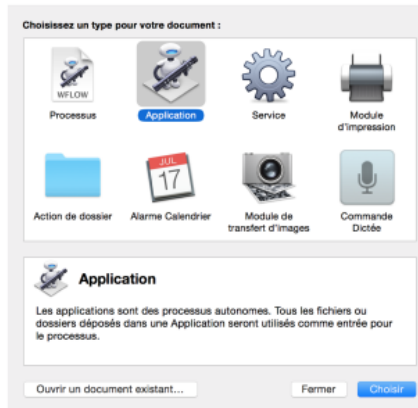 Choisissez un type pour votre document :
WFLOW
Processus
Application
Service
Module
d'impression
Action de dossier
JUL
17
Alarme Calendrier
Module de
transfert d'images
Commande
Dictée
Application
Les applications sont des processus autonomes. Tous les fichiers ou
dossiers déposés dans une Application seront utilisés comme entrée pour
le processus.
Ouvrir un document existant...
Fermer
Choisir